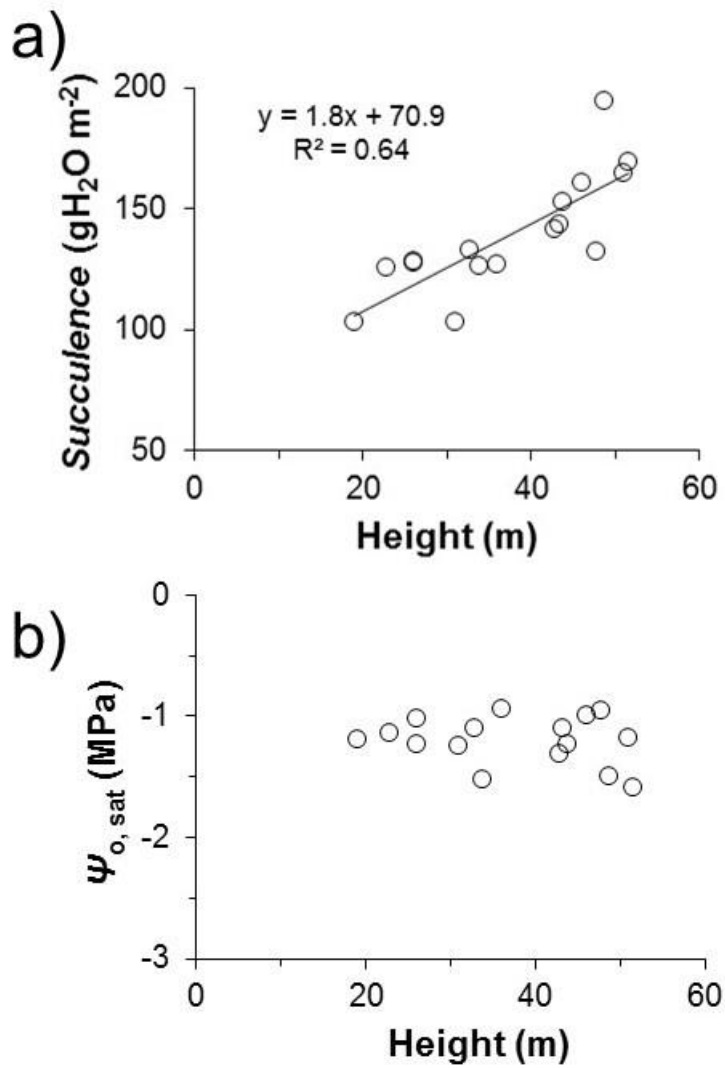 a)
200
150
100
50
Succulence (gH₂O m⁻²)
y = 1.8x + 70.9
R² = 0.64
0 20 40 60
Height (m)
b)
0
-1
-2
-3
Ψo, sat (MPa)
0 20 40 60
Height (m)